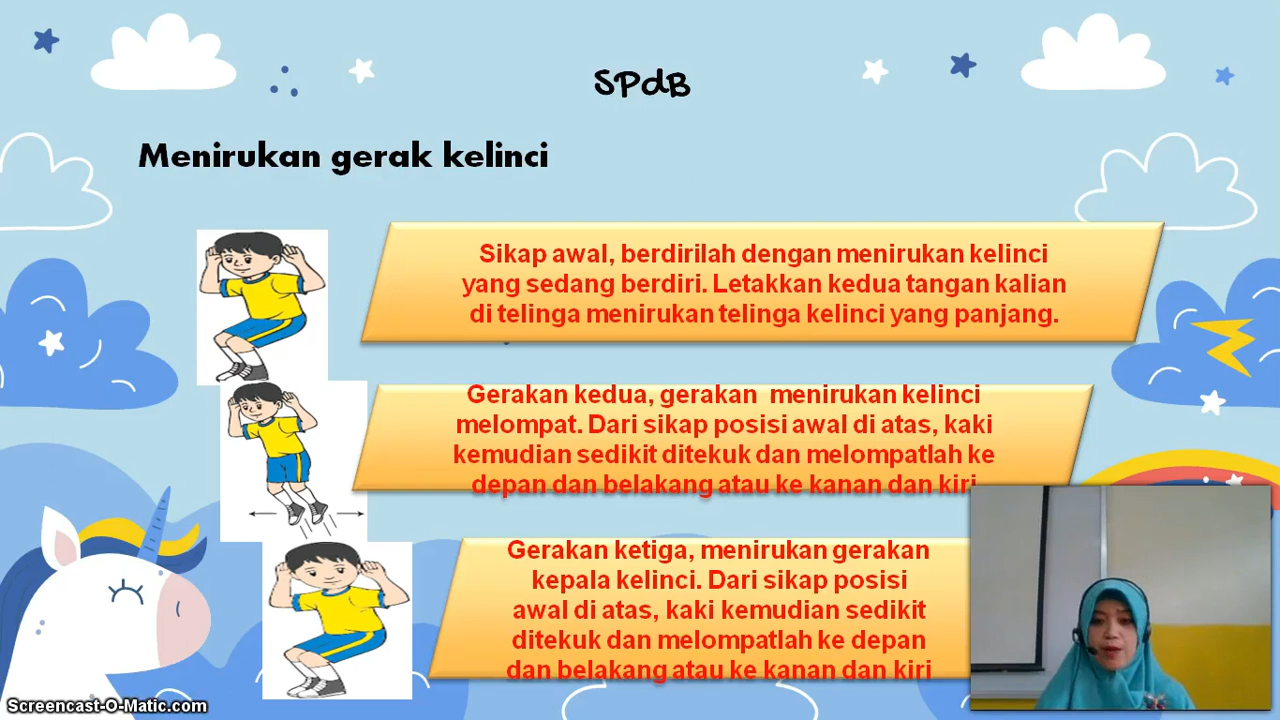 SPdB
Menirukan gerak kelinci
Sikap awal, berdirilah dengan menirukan kelinci
yang sedang berdiri. Letakkan kedua tangan kalian
di telinga menirukan telinga kelinci yang panjang.
Gerakan kedua, gerakan menirukan kelinci
melompat. Dari sikap posisi awal di atas, kaki
kemudian sedikit ditekuk dan melompatlah ke
depan dan belakang atau ke kanan dan kiri
Gerakan ketiga, menirukan gerakan
kepala kelinci. Dari sikap posisi
awal di atas, kaki kemudian sedikit
ditekuk dan melompatlah ke depan
dan belakang atau ke kanan dan kiri
Screencast-O-Matic.com